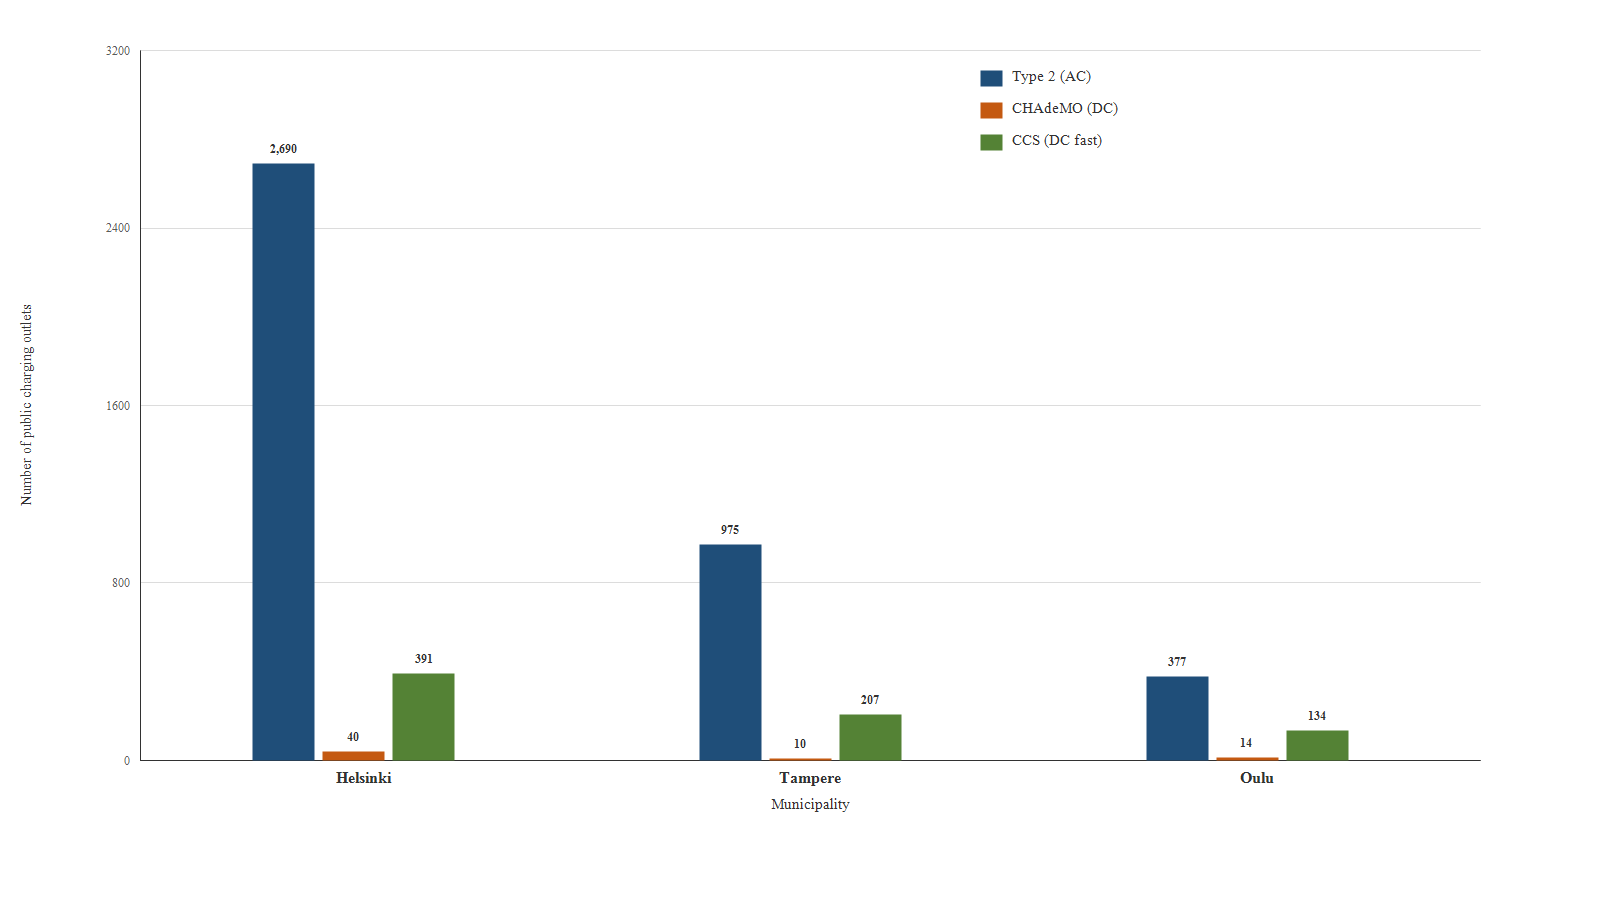 3200
2400
1600
800
0
Number of public charging outlets
Type 2 (AC)
CHAdeMO (DC)
CCS (DC fast)
2,690
40
391
975
10
207
377
14
134
Helsinki
Tampere
Oulu
Municipality